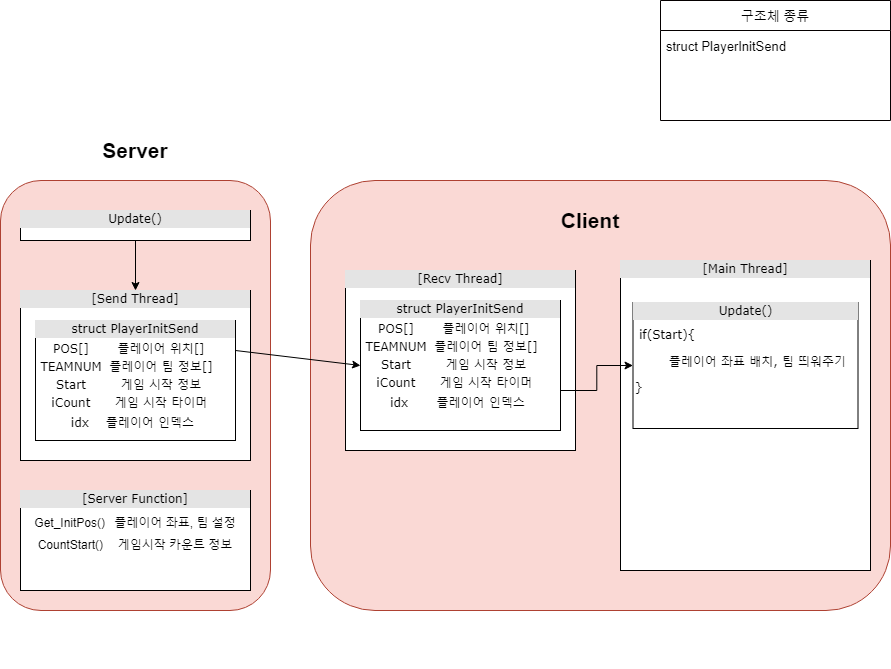 구조체 종류
struct PlayerInitSend
Server
Update()
[Send Thread]
struct PlayerInitSend
POS[] 플레이어 위치[]
TEAMNUM 플레이어 팀 정보[]
Start 게임 시작 정보
iCount 게임 시작 타이머
idx 플레이어 인덱스
[Server Function]
Get_InitPos() 플레이어 좌표, 팀 설정
CountStart() 게임시작 카운트 정보
Client
[Recv Thread]
struct PlayerInitSend
POS[] 플레이어 위치[]
TEAMNUM 플레이어 팀 정보[]
Start 게임 시작 정보
iCount 게임 시작 타이머
idx 플레이어 인덱스
[Main Thread]
Update()
if(Start){
플레이어 좌표 배치, 팀 띄워주기
}